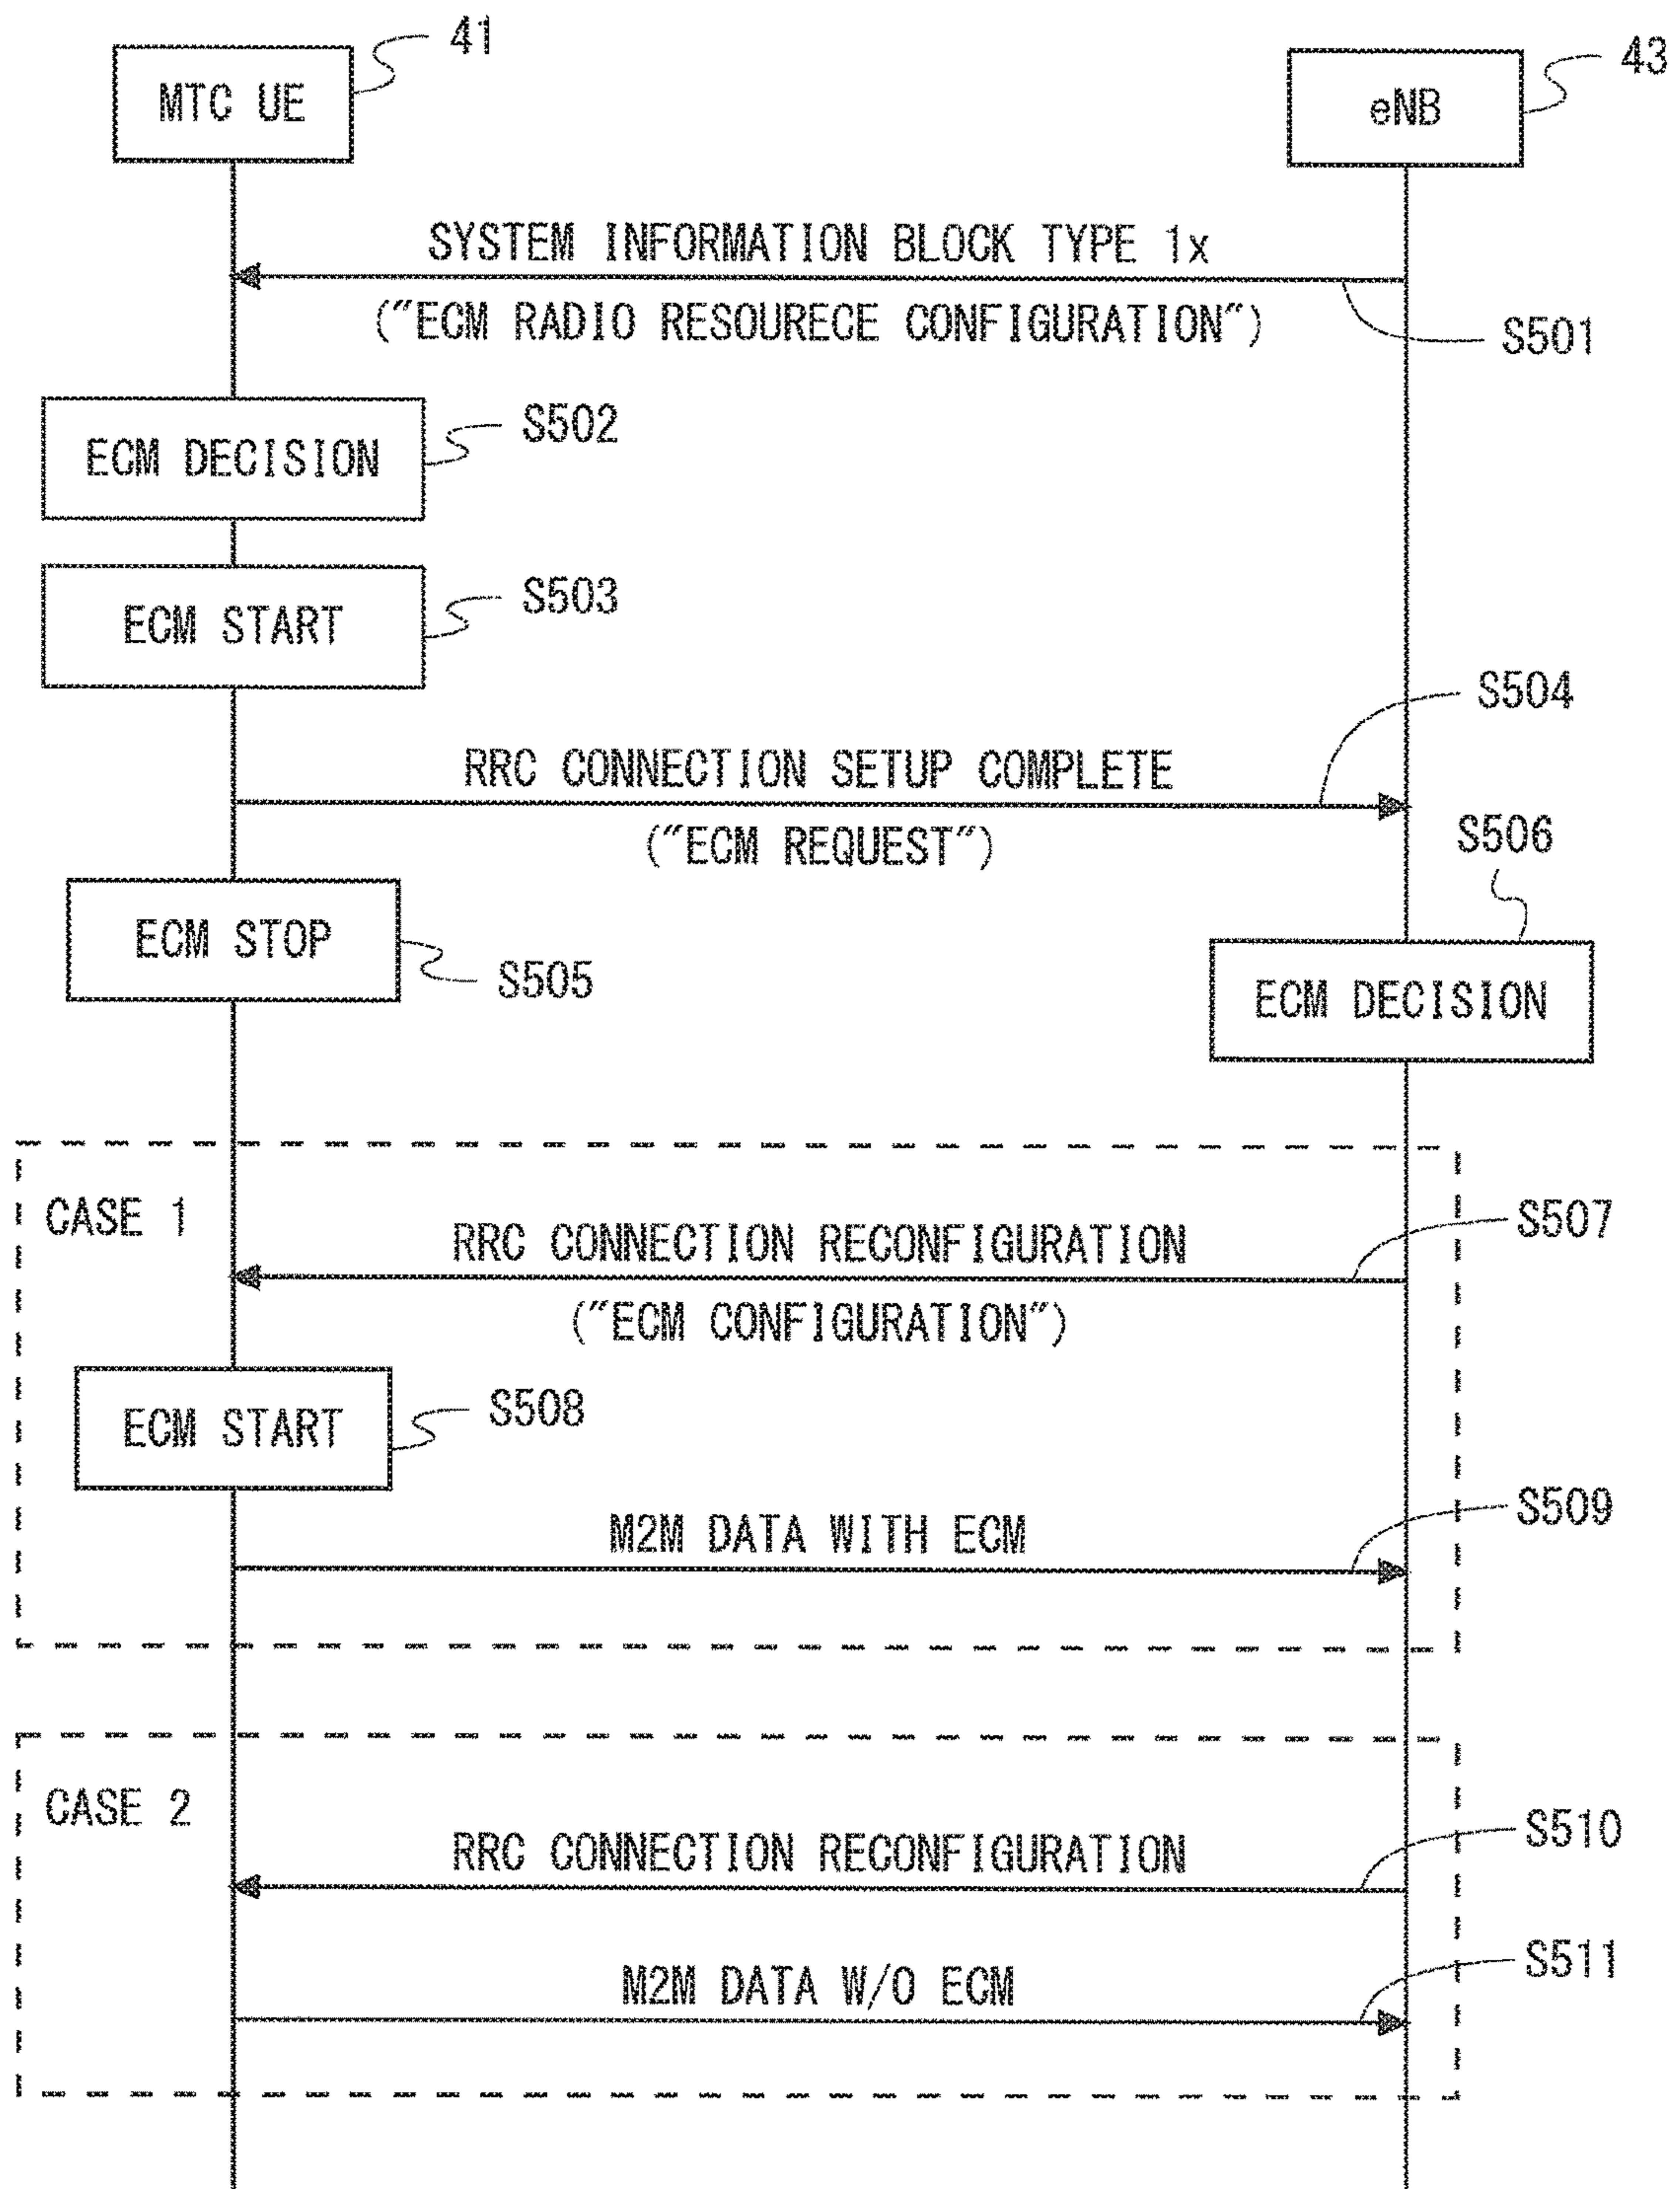 41
43
MTC UE
eNB
SYSTEM INFORMATION BLOCK TYPE 1x
("ECM RADIO RESOURECE CONFIGURATION")
S501
ECM DECISION
S502
ECM START
S503
S504
RRC CONNECTION SETUP COMPLETE
("ECM REQUEST")
S506
ECM STOP
S505
ECM DECISION
CASE 1
S507
RRC CONNECTION RECONFIGURATION
("ECM CONFIGURATION")
ECM START
S508
S509
M2M DATA WITH ECM
CASE 2
S510
RRC CONNECTION RECONFIGURATION
S511
M2M DATA W/O ECM